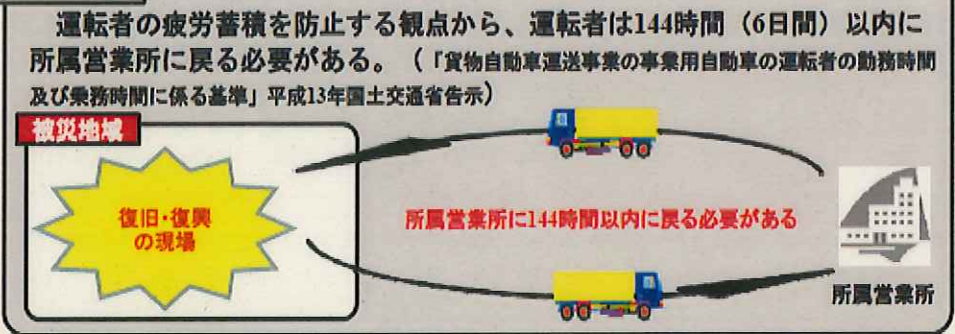 運転者の疲労蓄積を防止する観点から、運転者は144時間（6日間）以内に
所属営業所に戻る必要がある。（「貨物自動車運送事業の事業用自動車の運転者の勤務時間
及び乗務時間に係る基準」平成13年国土交通省告示）
被災地域
復旧・復興
の現場
所属営業所に144時間以内に戻る必要がある
所属営業所